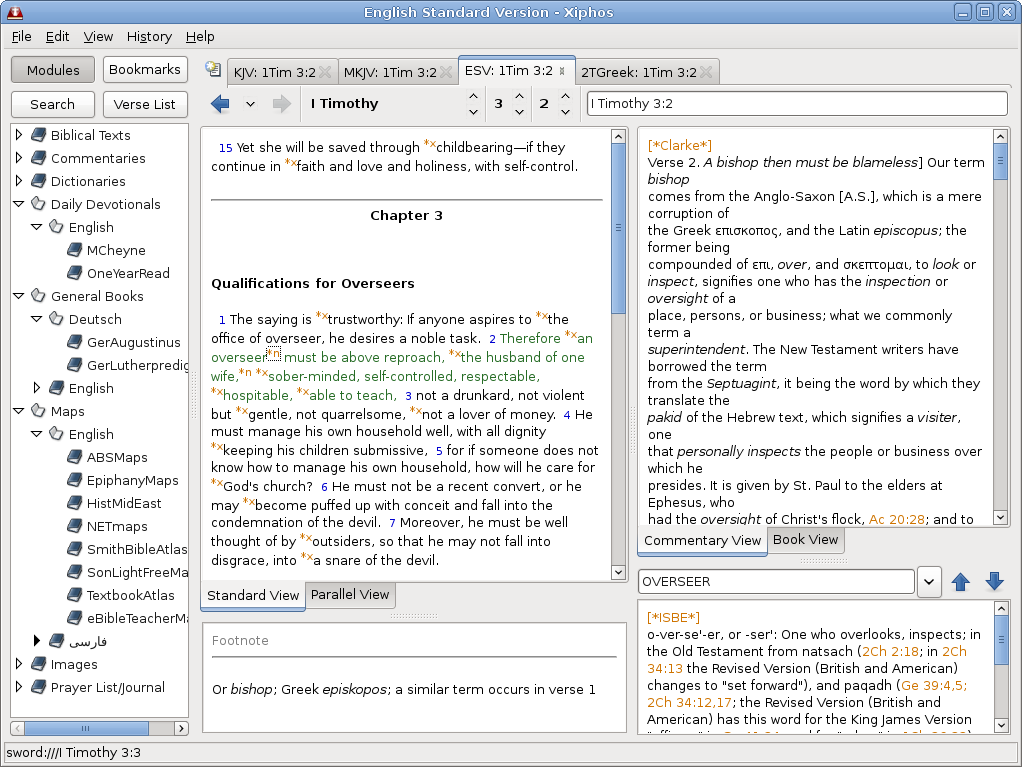 English Standard Version - Xiphos
File Edit View History Help
Modules Bookmarks
Search Verse List
Biblical Texts
Commentaries
Dictionaries
Daily Devotionals
English
MCheyne
OneYearRead
General Books
Deutsch
GerAugustinus
GerLutherpredig
English
Maps
English
ABSMaps
EpiphanyMaps
HistMidEast
NETmaps
SmithBibleAtlas
SonLightFreeMa
TextbookAtlas
eBibleTeacherMa
فارسی
Images
Prayer List/Journal
KJV: 1Tim 3:2 MKJV: 1Tim 3:2 ESV: 1Tim 3:2 2TGreek: 1Tim 3:2
I Timothy 3 2 I Timothy 3:2
15 Yet she will be saved through *xchildbearing—if they
continue in *xfaith and love and holiness, with self-control.
Chapter 3
Qualifications for Overseers
1 The saying is *xtrustworthy: If anyone aspires to *xthe
office of overseer, he desires a noble task. 2 Therefore *xan
overseer*n must be above reproach, *xthe husband of one
wife,*n *xsober-minded, self-controlled, respectable,
*xhospitable, *xable to teach, 3 not a drunkard, not violent
but *xgentle, not quarrelsome, *xnot a lover of money. 4 He
must manage his own household well, with all dignity
*xkeeping his children submissive, 5 for if someone does not
know how to manage his own household, how will he care for
*xGod's church? 6 He must not be a recent convert, or he
may *xbecome puffed up with conceit and fall into the
condemnation of the devil. 7 Moreover, he must be well
thought of by *xoutsiders, so that he may not fall into
disgrace, into *xa snare of the devil.
Standard View Parallel View
Footnote
Or bishop; Greek episkopos; a similar term occurs in verse 1
[*Clarke*]
Verse 2. A bishop then must be blameless] Our term
bishop
comes from the Anglo-Saxon [A.S.], which is a mere
corruption of
the Greek επισκοπος, and the Latin episcopus; the
former being
compounded of επι, over, and σκεπτομαι, to look or
inspect, signifies one who has the inspection or
oversight of a
place, persons, or business; what we commonly
term a
superintendent. The New Testament writers have
borrowed the term
from the Septuagint, it being the word by which they
translate the
pakid of the Hebrew text, which signifies a visiter,
one
that personally inspects the people or business over
which he
presides. It is given by St. Paul to the elders at
Ephesus, who
had the oversight of Christ's flock, Ac 20:28; and to
Commentary View Book View
OVERSEER
[*ISBE*]
o-ver-se'-er, or -ser': One who overlooks, inspects; in
the Old Testament from natsach (2Ch 2:18; in 2Ch
34:13 the Revised Version (British and American)
changes to "set forward"), and paqadh (Ge 39:4,5;
2Ch 34:12,17; the Revised Version (British and
American) has this word for the King James Version
sword:///I Timothy 3:3